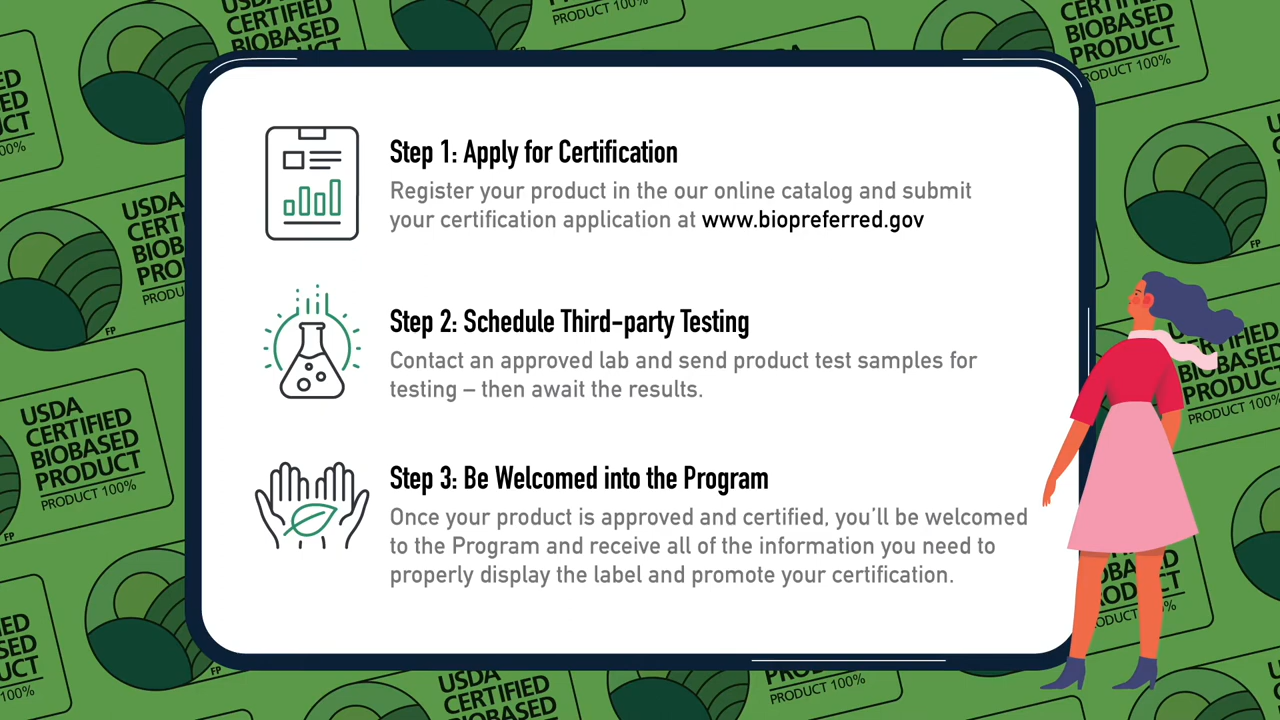 Step 1: Apply for Certification
Register your product in the our online catalog and submit
your certification application at www.biopreferred.gov
Step 2: Schedule Third-party Testing
Contact an approved lab and send product test samples for
testing – then await the results.
Step 3: Be Welcomed into the Program
Once your product is approved and certified, you'll be welcomed
to the Program and receive all of the information you need to
properly display the label and promote your certification.
USDA
CERTIFIED
BIOBASED
PRODUCT
PRODUCT 100%
FP